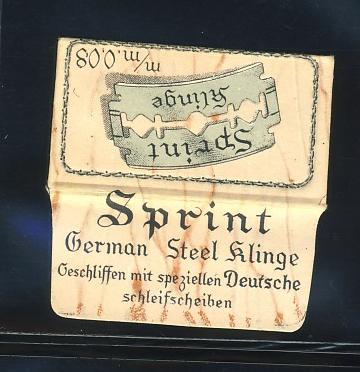 m/m.0.08
Sprint
Klinge
Sprint
German Steel Klinge
Geschliffen mit speziellen Deutsche
schleifscheiben